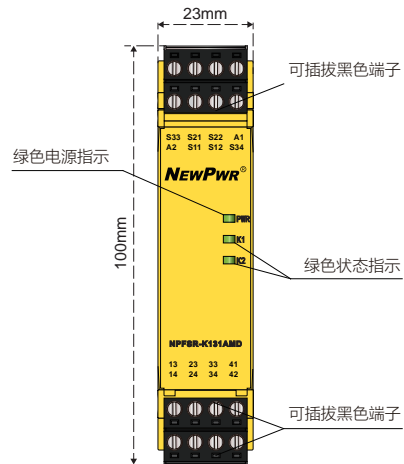 23mm
可插拔黑色端子
S33 S21 S22 A1
A2 S11 S12 S34
绿色电源指示
NEWPWR®
100mm
PWR
K1
绿色状态指示
K2
NPFSR-K131AMD
13 23 33 41
14 24 34 42
可插拔黑色端子